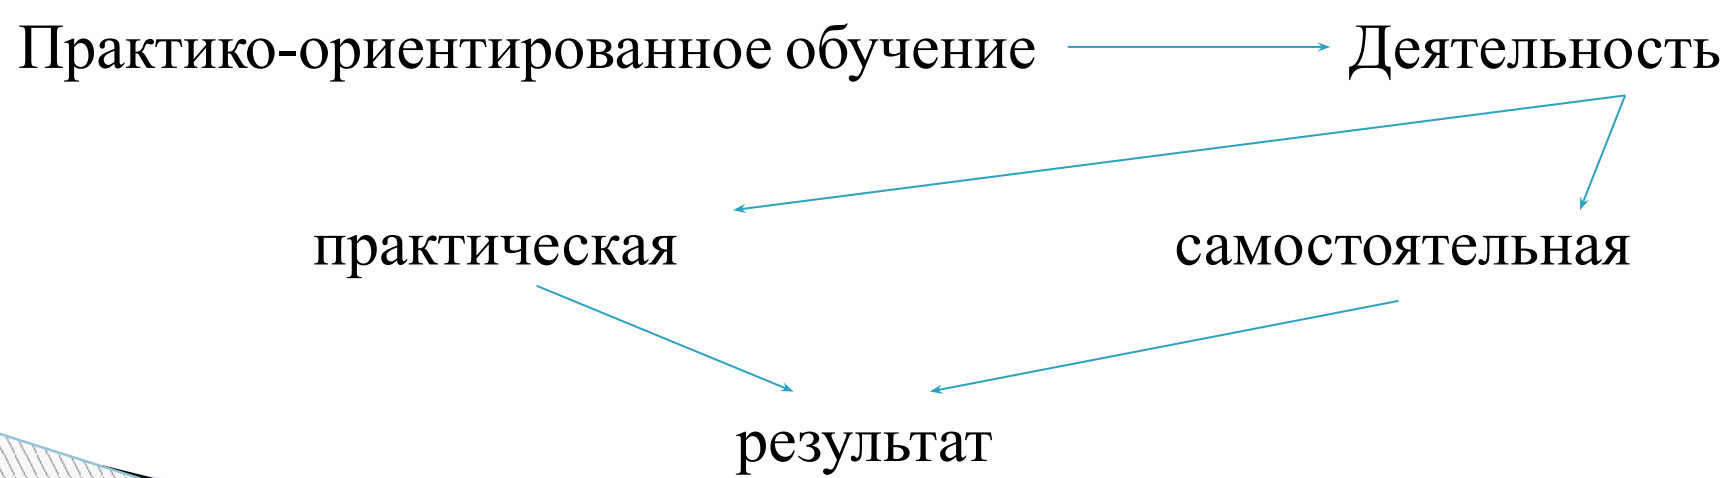 Практико-ориентированное обучение Деятельность
практическая самостоятельная
результат